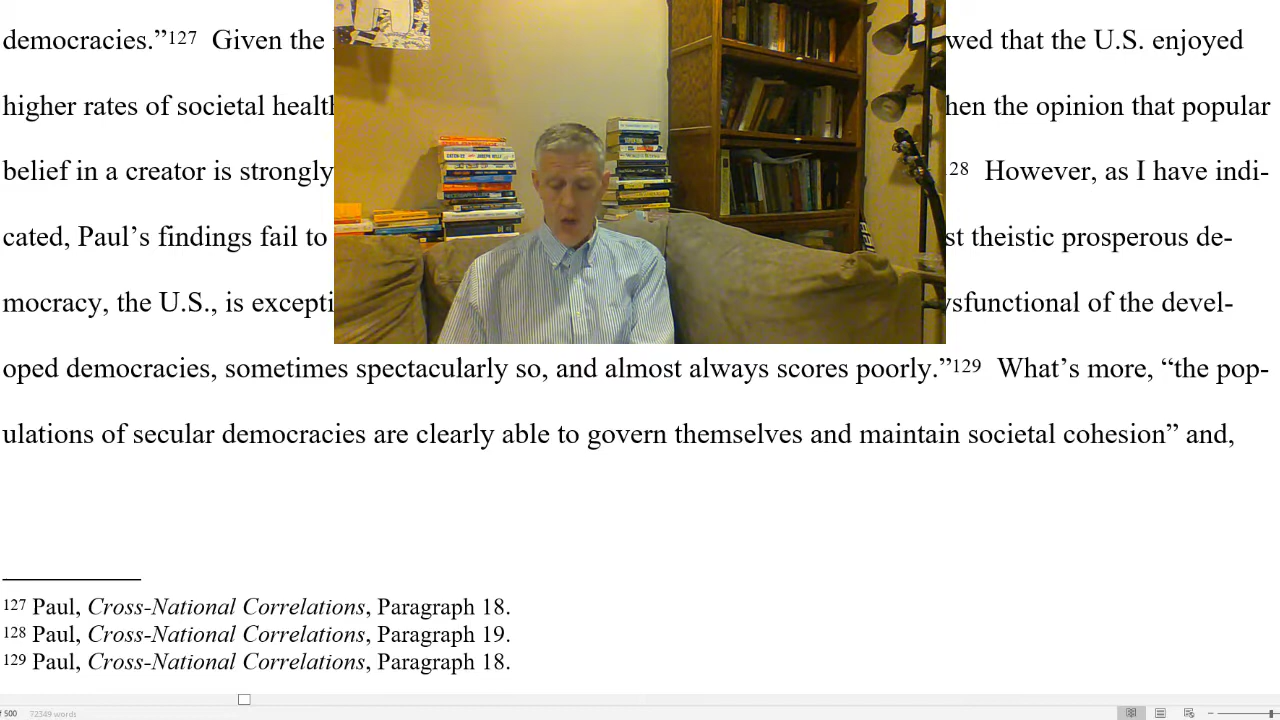 democracies.”127 Given the wed that the U.S. enjoyed
higher rates of societal health hen the opinion that popular
belief in a creator is strongly 28 However, as I have indi-
cated, Paul’s findings fail to st theistic prosperous de-
mocracy, the U.S., is excepti ysfunctional of the devel-
oped democracies, sometimes spectacularly so, and almost always scores poorly.”129 What’s more, “the pop-
ulations of secular democracies are clearly able to govern themselves and maintain societal cohesion” and,
127 Paul, Cross-National Correlations, Paragraph 18.
128 Paul, Cross-National Correlations, Paragraph 19.
129 Paul, Cross-National Correlations, Paragraph 18.
of 500 72349 words